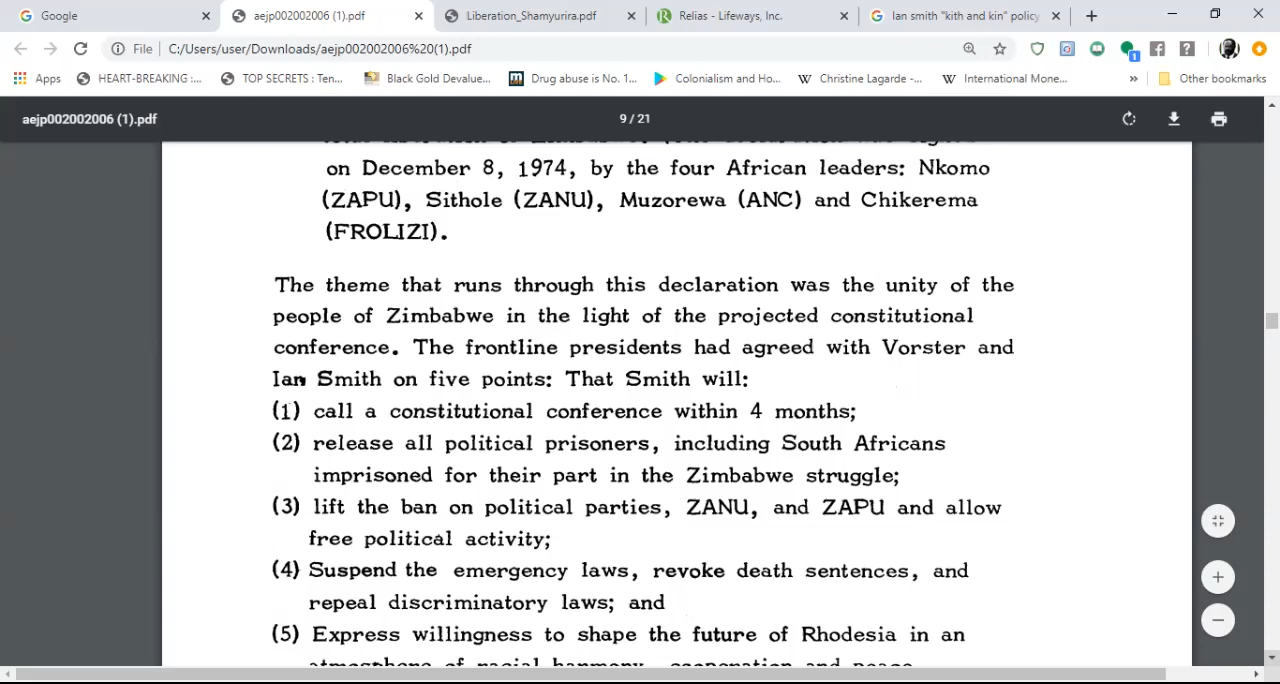 Google
aejp002002006 (1).pdf
Liberation_Shamyurira.pdf
Relias - Lifeways, Inc.
Ian smith "kith and kin" policy
File
C:/Users/user/Downloads/aejp002002006%20(1).pdf
1
Apps
HEART-BREAKING :...
TOP SECRETS : Ten...
Black Gold Devalue...
Drug abuse is No. 1...
Colonialism and Ho...
Christine Lagarde -...
International Mone...
Other bookmarks
aejp002002006 (1).pdf
9 / 21
on December 8, 1974, by the four African leaders: Nkomo
(ZAPU), Sithole (ZANU), Muzorewa (ANC) and Chikerema
(FROLIZI).
The theme that runs through this declaration was the unity of the
people of Zimbabwe in the light of the projected constitutional
conference. The frontline presidents had agreed with Vorster and
Ian Smith on five points: That Smith will:
(1) call a constitutional conference within 4 months;
(2) release all political prisoners, including South Africans
imprisoned for their part in the Zimbabwe struggle;
(3) lift the ban on political parties, ZANU, and ZAPU and allow
free political activity;
(4) Suspend the emergency laws, revoke death sentences, and
repeal discriminatory laws; and
(5) Express willingness to shape the future of Rhodesia in an
atmosphere of racial harmony, cooperation and peace